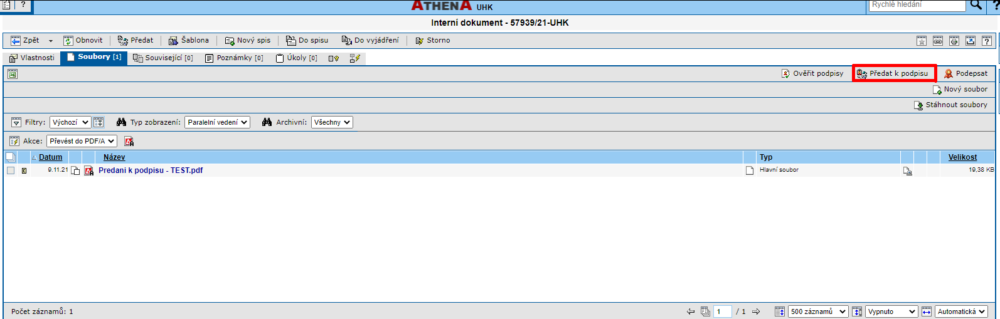 ? ATHENA UHK Rychlé hledání ?
Interní dokument - 57939/21-UHK
Zpět Obnovit Předat Šablona Nový spis Do spisu Do vyjádření Storno ?
Vlastnosti Soubory [1] Související [0] Poznámky [0] Úkoly [0]
Ověřit podpisy Předat k podpisu Podepsat
Nový soubor
Stáhnout soubory
Filtry: Výchozí Typ zobrazení: Paralelní vedení Archivní: Všechny
Akce: Převést do PDF/A
Datum Název Typ Velikost
E 9.11.21 Predani k podpisu - TEST.pdf Hlavní soubor 19,38 KB
Počet záznamů: 1 1 / 1 500 záznamů Vypnuto Automatická